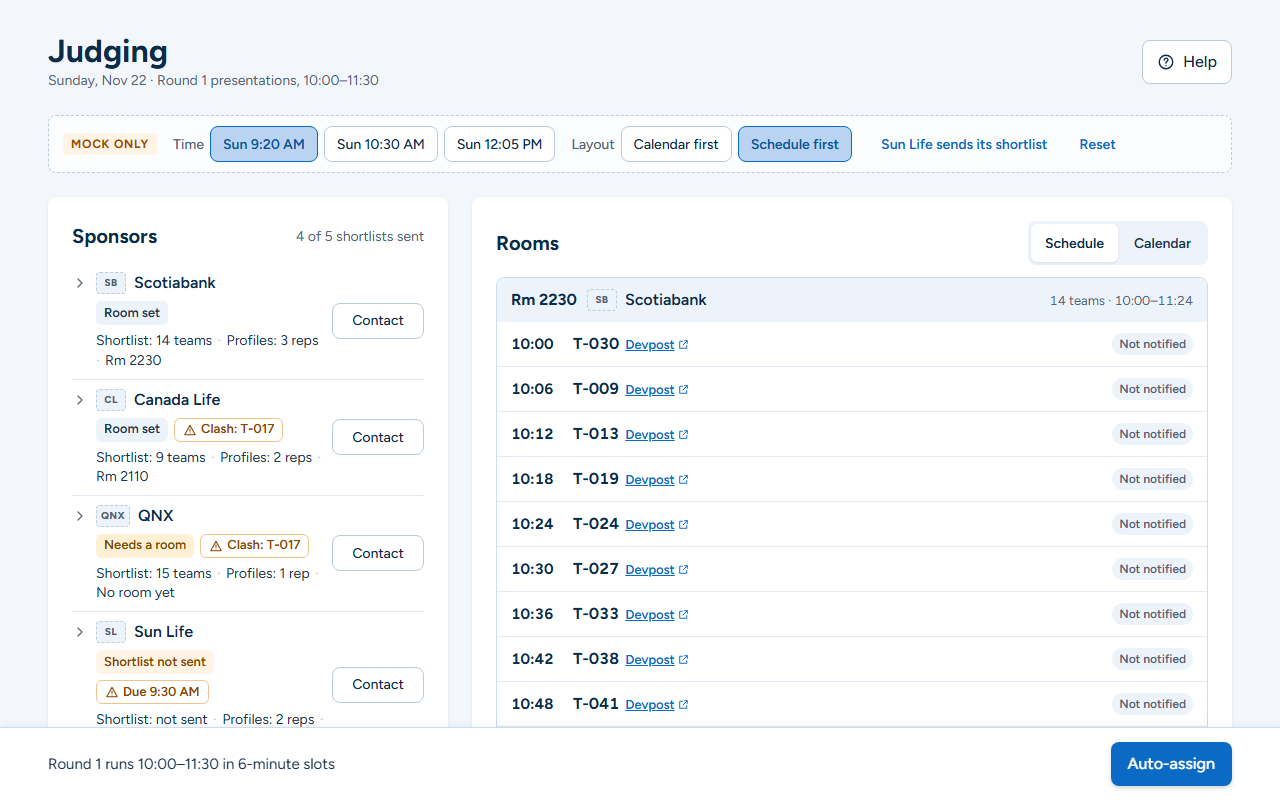 Judging
Sunday, Nov 22 · Round 1 presentations, 10:00–11:30
Help
MOCK ONLY Time Sun 9:20 AM Sun 10:30 AM Sun 12:05 PM Layout Calendar first Schedule first Sun Life sends its shortlist Reset
Sponsors 4 of 5 shortlists sent
SB Scotiabank
Room set
Contact
Shortlist: 14 teams · Profiles: 3 reps
· Rm 2230
CL Canada Life
Room set Clash: T-017
Contact
Shortlist: 9 teams · Profiles: 2 reps ·
Rm 2110
QNX QNX
Needs a room Clash: T-017
Contact
Shortlist: 15 teams · Profiles: 1 rep ·
No room yet
SL Sun Life
Shortlist not sent
Due 9:30 AM
Contact
Shortlist: not sent · Profiles: 2 reps ·
Rooms Schedule Calendar
Rm 2230 SB Scotiabank 14 teams · 10:00–11:24
10:00 T-030 Devpost Not notified
10:06 T-009 Devpost Not notified
10:12 T-013 Devpost Not notified
10:18 T-019 Devpost Not notified
10:24 T-024 Devpost Not notified
10:30 T-027 Devpost Not notified
10:36 T-033 Devpost Not notified
10:42 T-038 Devpost Not notified
10:48 T-041 Devpost Not notified
Round 1 runs 10:00–11:30 in 6-minute slots
Auto-assign